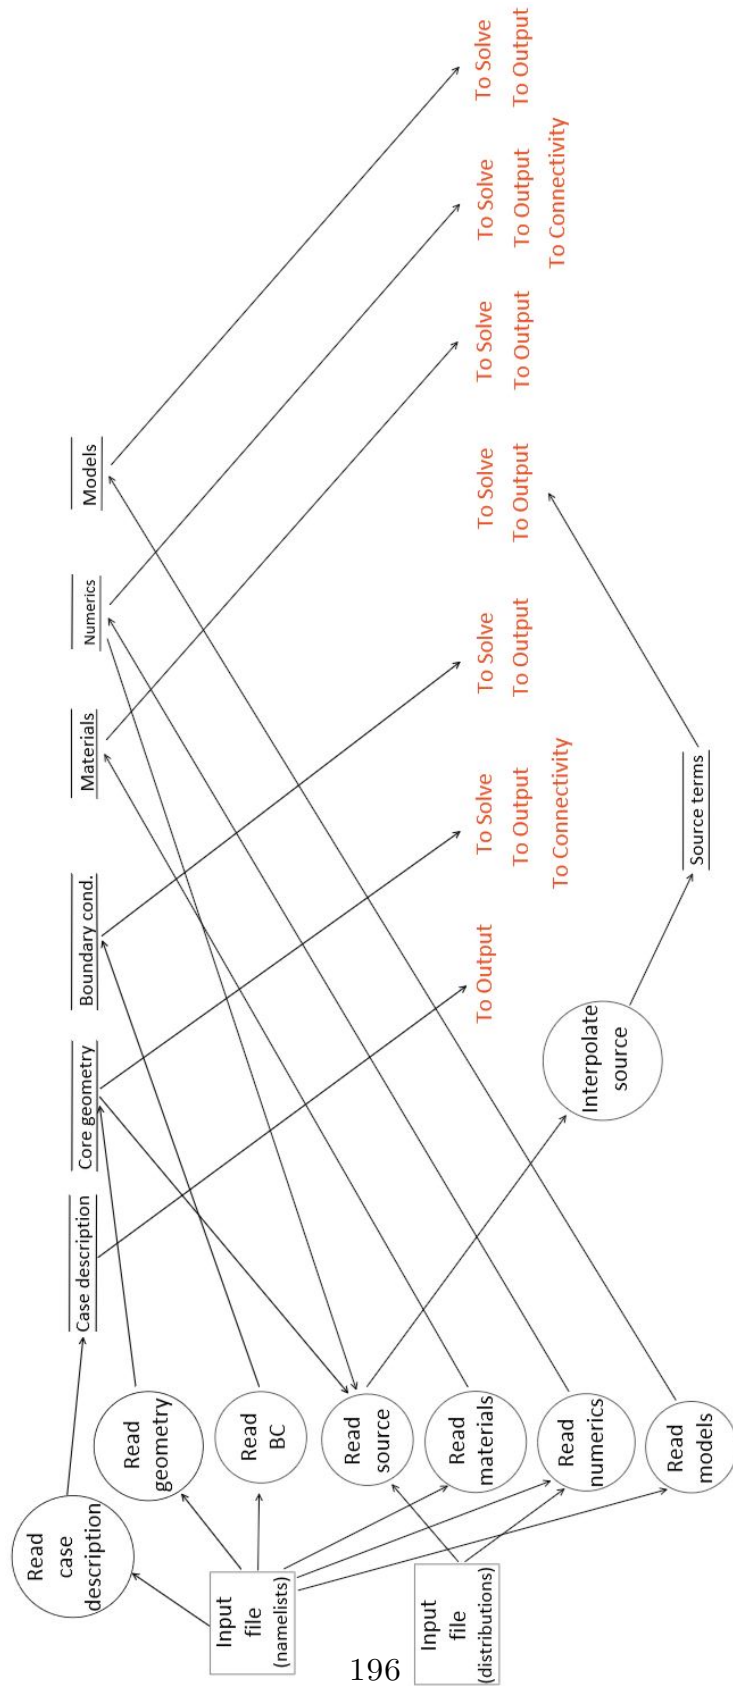 Input
file
(namelists)
Input
file
(distributions)
Read
case
description
Read
geometry
Read
BC
Read
source
Read
materials
Read
numerics
Read
models
Case description
Core geometry
Boundary cond.
Materials
Numerics
Models
Interpolate
source
Source terms
To Output
To Solve
To Output
To Connectivity
To Solve
To Output
To Solve
To Output
To Solve
To Output
To Solve
To Output
To Connectivity
To Solve
To Output
196